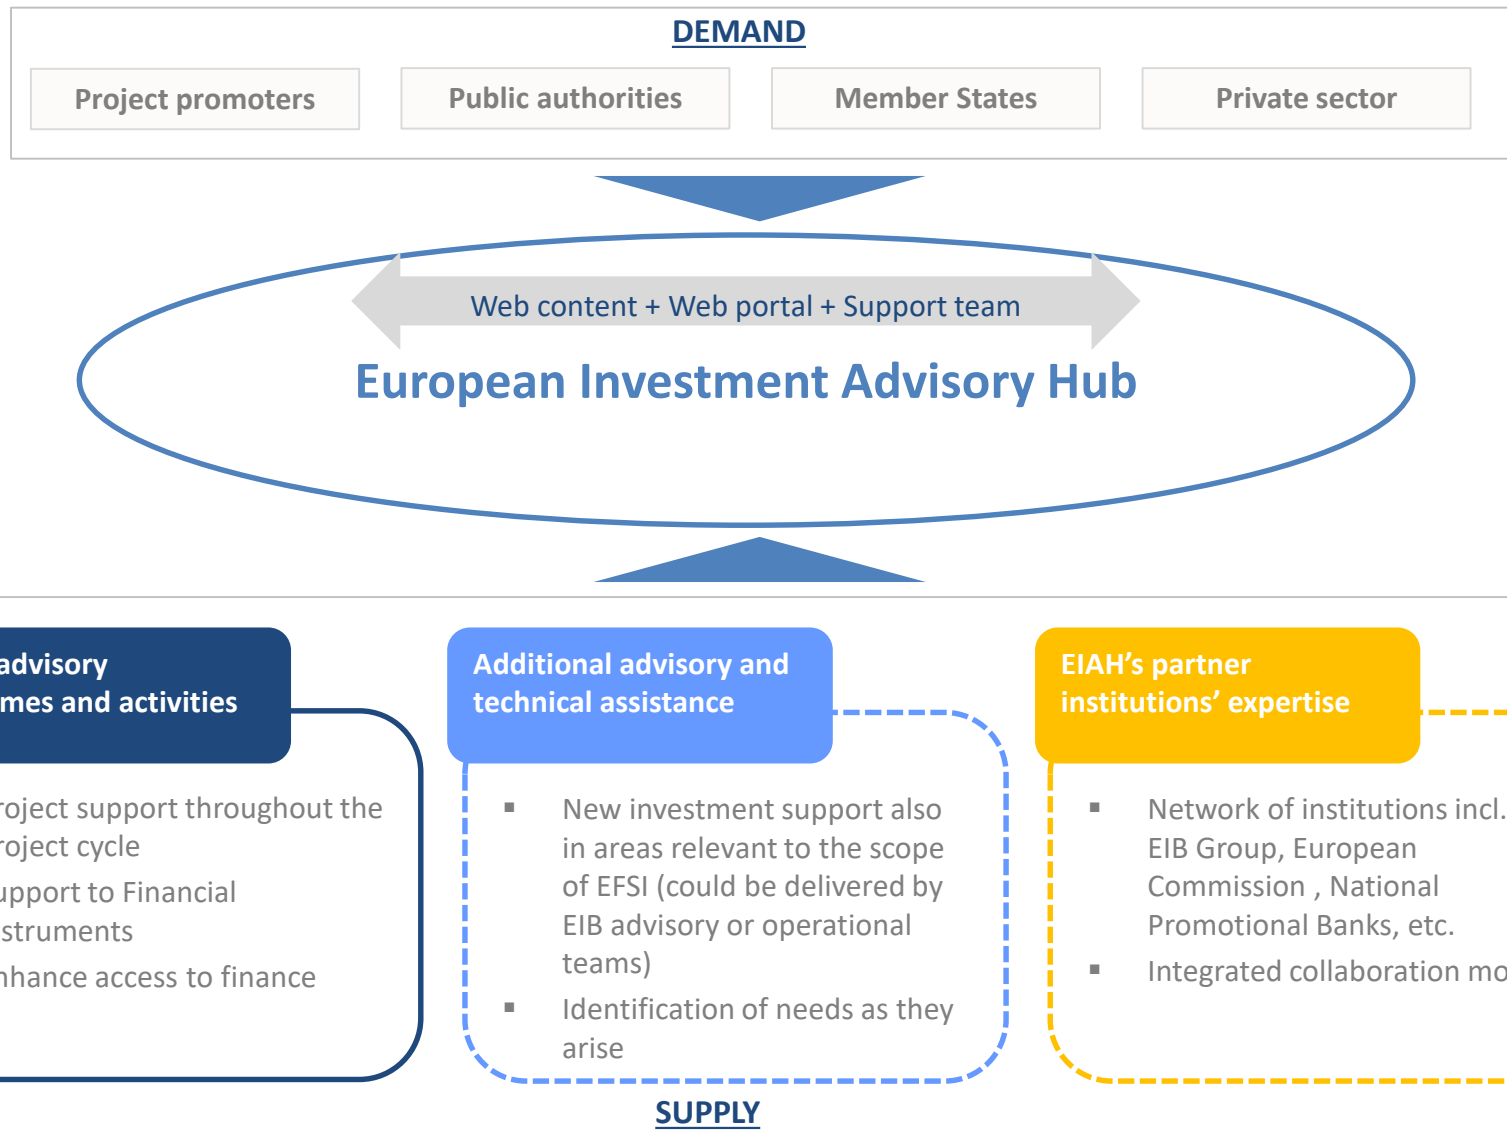 DEMAND
Project promoters
Public authorities
Member States
Private sector
Web content + Web portal + Support team
European Investment Advisory Hub
advisory
mes and activities
roject support throughout the
roject cycle
upport to Financial
struments
nhance access to finance
Additional advisory and
technical assistance
▪ New investment support also
in areas relevant to the scope
of EFSI (could be delivered by
EIB advisory or operational
teams)
▪ Identification of needs as they
arise
EIAH’s partner
institutions’ expertise
▪ Network of institutions incl.
EIB Group, European
Commission , National
Promotional Banks, etc.
▪ Integrated collaboration mo
SUPPLY